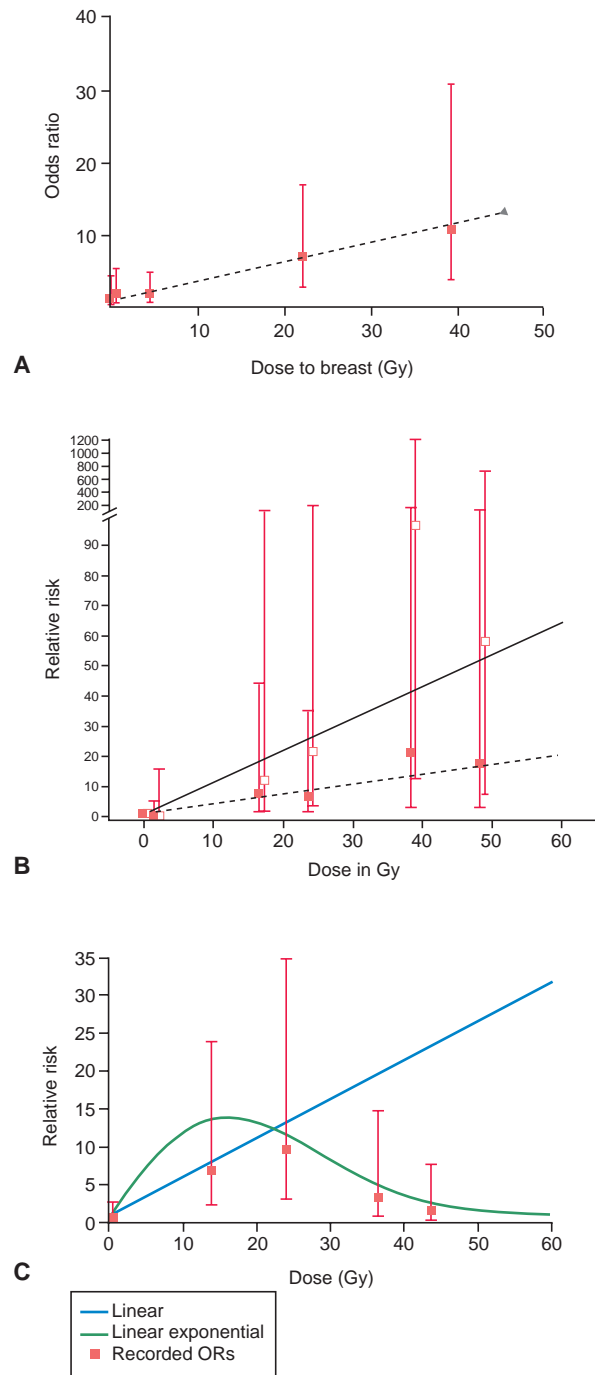 40
30
20
10
Odds ratio
10 20 30 40 50
Dose to breast (Gy)
A
1200
1000
800
600
400
200
90
80
70
60
50
40
30
20
10
0
Relative risk
0 10 20 30 40 50 60
Dose in Gy
B
35
30
25
20
15
10
5
0
Relative risk
0 10 20 30 40 50 60
Dose (Gy)
C
Linear
Linear exponential
Recorded ORs